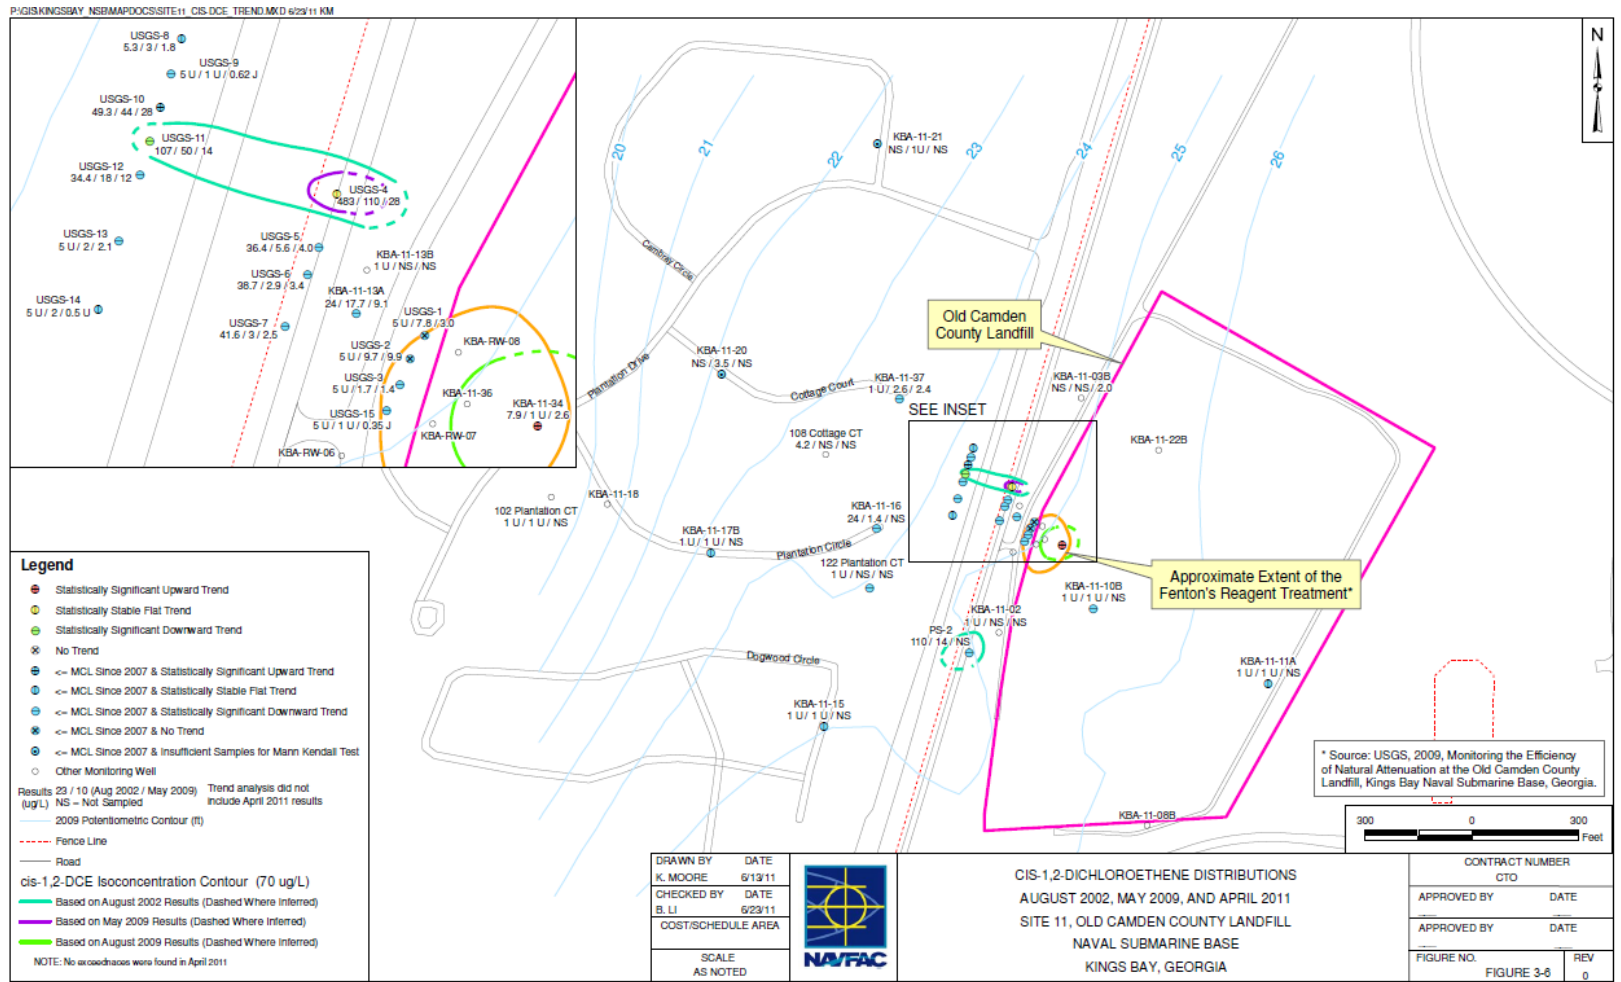 P:\GIS\KINGSBAY_NSB\MAPDOCS\SITE11_CIS-DCE_TREND.MXD 6/23/11 KM
USGS-8
5.3 / 3 / 1.8
USGS-9
5 U / 1 U / 0.62 J
USGS-10
49.3 / 44 / 28
USGS-11
107 / 50 / 14
USGS-12
34.4 / 18 / 12
USGS-4
483 / 110 / 28
USGS-13
5 U / 2 / 2.1
USGS-5
36.4 / 5.6 / 4.0
KBA-11-13B
1 U / NS / NS
USGS-6
38.7 / 2.9 / 3.4
KBA-11-13A
24 / 17.7 / 9.1
USGS-14
5 U / 2 / 0.5 U
USGS-7
41.6 / 3 / 2.5
USGS-1
5 U / 7.8 / 3.0
USGS-2
5 U / 9.7 / 9.9
KBA-RW-08
USGS-3
5 U / 1.7 / 1.4
KBA-11-36
KBA-11-34
7.9 / 1 U / 2.6
USGS-15
5 U / 1 U / 0.35 J
KBA-RW-07
KBA-RW-06
N
20
21
22
23
24
25
26
KBA-11-21
NS / 1U / NS
Cambray Circle
Plantation Drive
KBA-11-20
NS / 3.5 / NS
Cottage Court
KBA-11-37
1 U / 2.6 / 2.4
Old Camden
County Landfill
KBA-11-03B
NS / NS / 2.0
SEE INSET
108 Cottage CT
4.2 / NS / NS
KBA-11-22B
102 Plantation CT
1 U / 1 U / NS
KBA-11-18
KBA-11-16
24 / 1.4 / NS
KBA-11-17B
1 U / 1 U / NS
Plantation Circle
122 Plantation CT
1 U / NS / NS
Approximate Extent of the
Fenton's Reagent Treatment*
KBA-11-10B
1 U / 1 U / NS
KBA-11-02
1 U / NS / NS
PS-2
110 / 14 / NS
Dogwood Circle
KBA-11-11A
1 U / 1 U / NS
KBA-11-15
1 U / 1 U / NS
KBA-11-08B
* Source: USGS, 2009, Monitoring the Efficiency
of Natural Attenuation at the Old Camden County
Landfill, Kings Bay Naval Submarine Base, Georgia.
300 0 300
Feet
Legend
Statistically Significant Upward Trend
Statistically Stable Flat Trend
Statistically Significant Downward Trend
No Trend
<= MCL Since 2007 & Statistically Significant Upward Trend
<= MCL Since 2007 & Statistically Stable Flat Trend
<= MCL Since 2007 & Statistically Significant Downward Trend
<= MCL Since 2007 & No Trend
<= MCL Since 2007 & Insufficient Samples for Mann Kendall Test
Other Monitoring Well
Results 23 / 10 (Aug 2002 / May 2009) Trend analysis did not
(ug/L) NS = Not Sampled include April 2011 results
2009 Potentiometric Contour (ft)
Fence Line
Road
cis-1,2-DCE Isoconcentration Contour (70 ug/L)
Based on August 2002 Results (Dashed Where Inferred)
Based on May 2009 Results (Dashed Where Inferred)
Based on August 2009 Results (Dashed Where Inferred)
NOTE: No exceednaces were found in April 2011
DRAWN BY DATE
K. MOORE 6/13/11
CHECKED BY DATE
B. LI 6/23/11
COST/SCHEDULE AREA
SCALE
AS NOTED
NAVFAC
CIS-1,2-DICHLOROETHENE DISTRIBUTIONS
AUGUST 2002, MAY 2009, AND APRIL 2011
SITE 11, OLD CAMDEN COUNTY LANDFILL
NAVAL SUBMARINE BASE
KINGS BAY, GEORGIA
CONTRACT NUMBER
CTO
APPROVED BY DATE
APPROVED BY DATE
FIGURE NO. REV
FIGURE 3-6 0